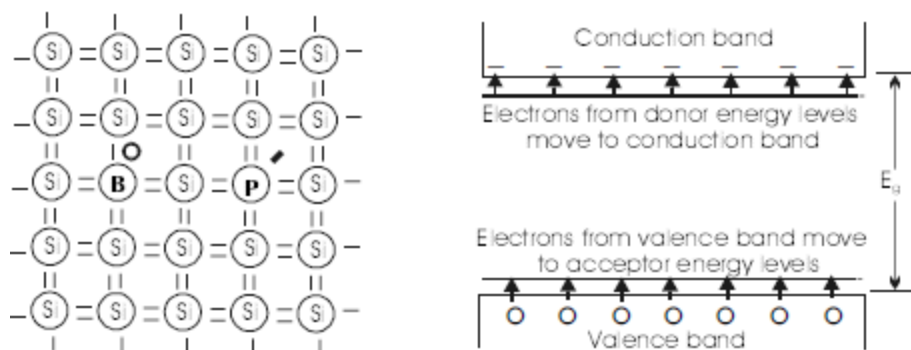 Si Si Si Si Si
Si Si Si Si Si
Si B Si P Si
Si Si Si Si Si
Si Si Si Si Si
Conduction band
Electrons from donor energy levels
move to conduction band
Eg
Electrons from valence band move
to acceptor energy levels
Valence band